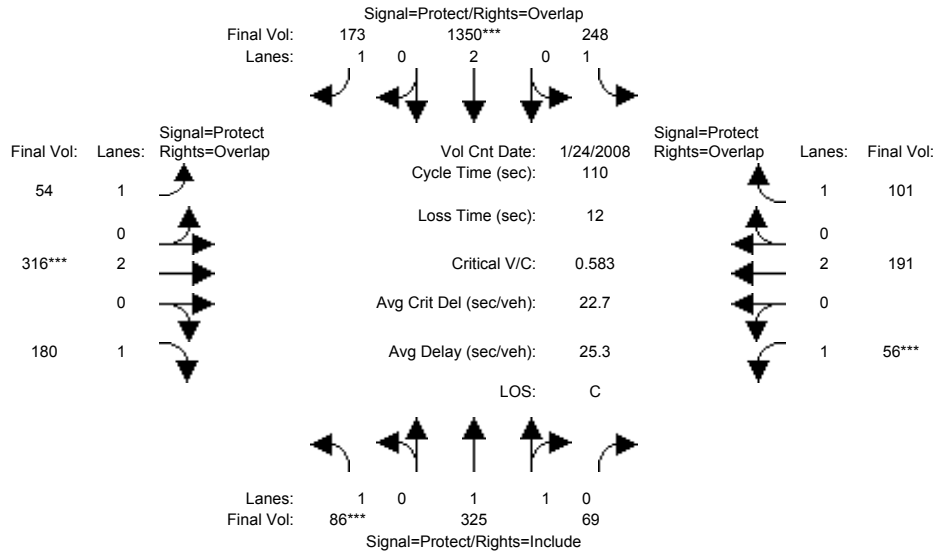 Signal=Protect/Rights=Overlap
Final Vol: 173 1350*** 248
Lanes: 1 0 2 0 1
Signal=Protect Signal=Protect
Final Vol: Lanes: Rights=Overlap Vol Cnt Date: 1/24/2008 Rights=Overlap Lanes: Final Vol:
Cycle Time (sec): 110
54 1 1 101
Loss Time (sec): 12
0 0
316*** 2 Critical V/C: 0.583 2 191
0 Avg Crit Del (sec/veh): 22.7 0
180 1 Avg Delay (sec/veh): 25.3 1 56***
LOS: C
Lanes: 1 0 1 1 0
Final Vol: 86*** 325 69
Signal=Protect/Rights=Include